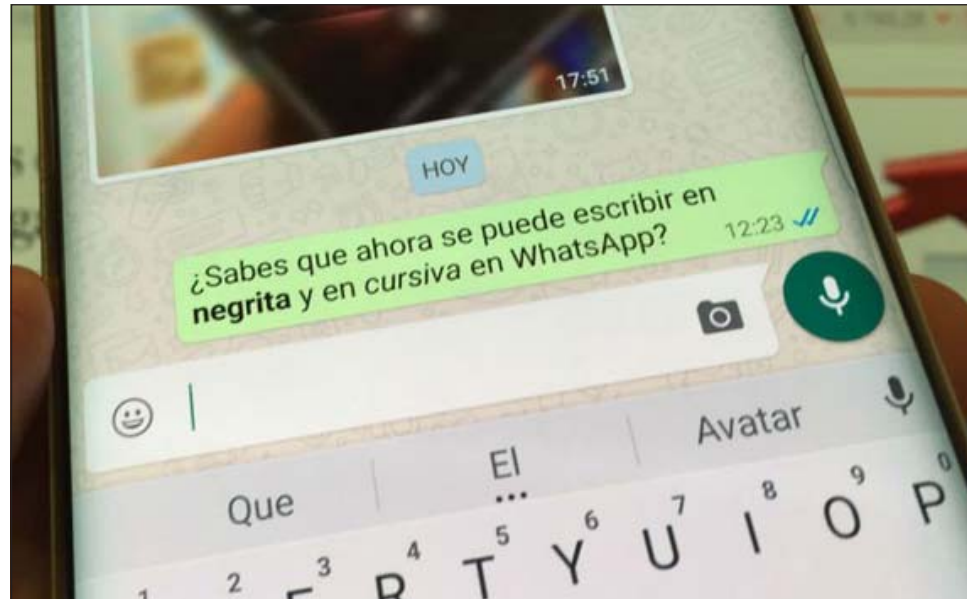 17:51
HOY
¿Sabes que ahora se puede escribir en
negrita y en cursiva en WhatsApp?
12:23
Que El Avatar
1 2 3 4 5 6 7 8 9 0
R T Y U I O P